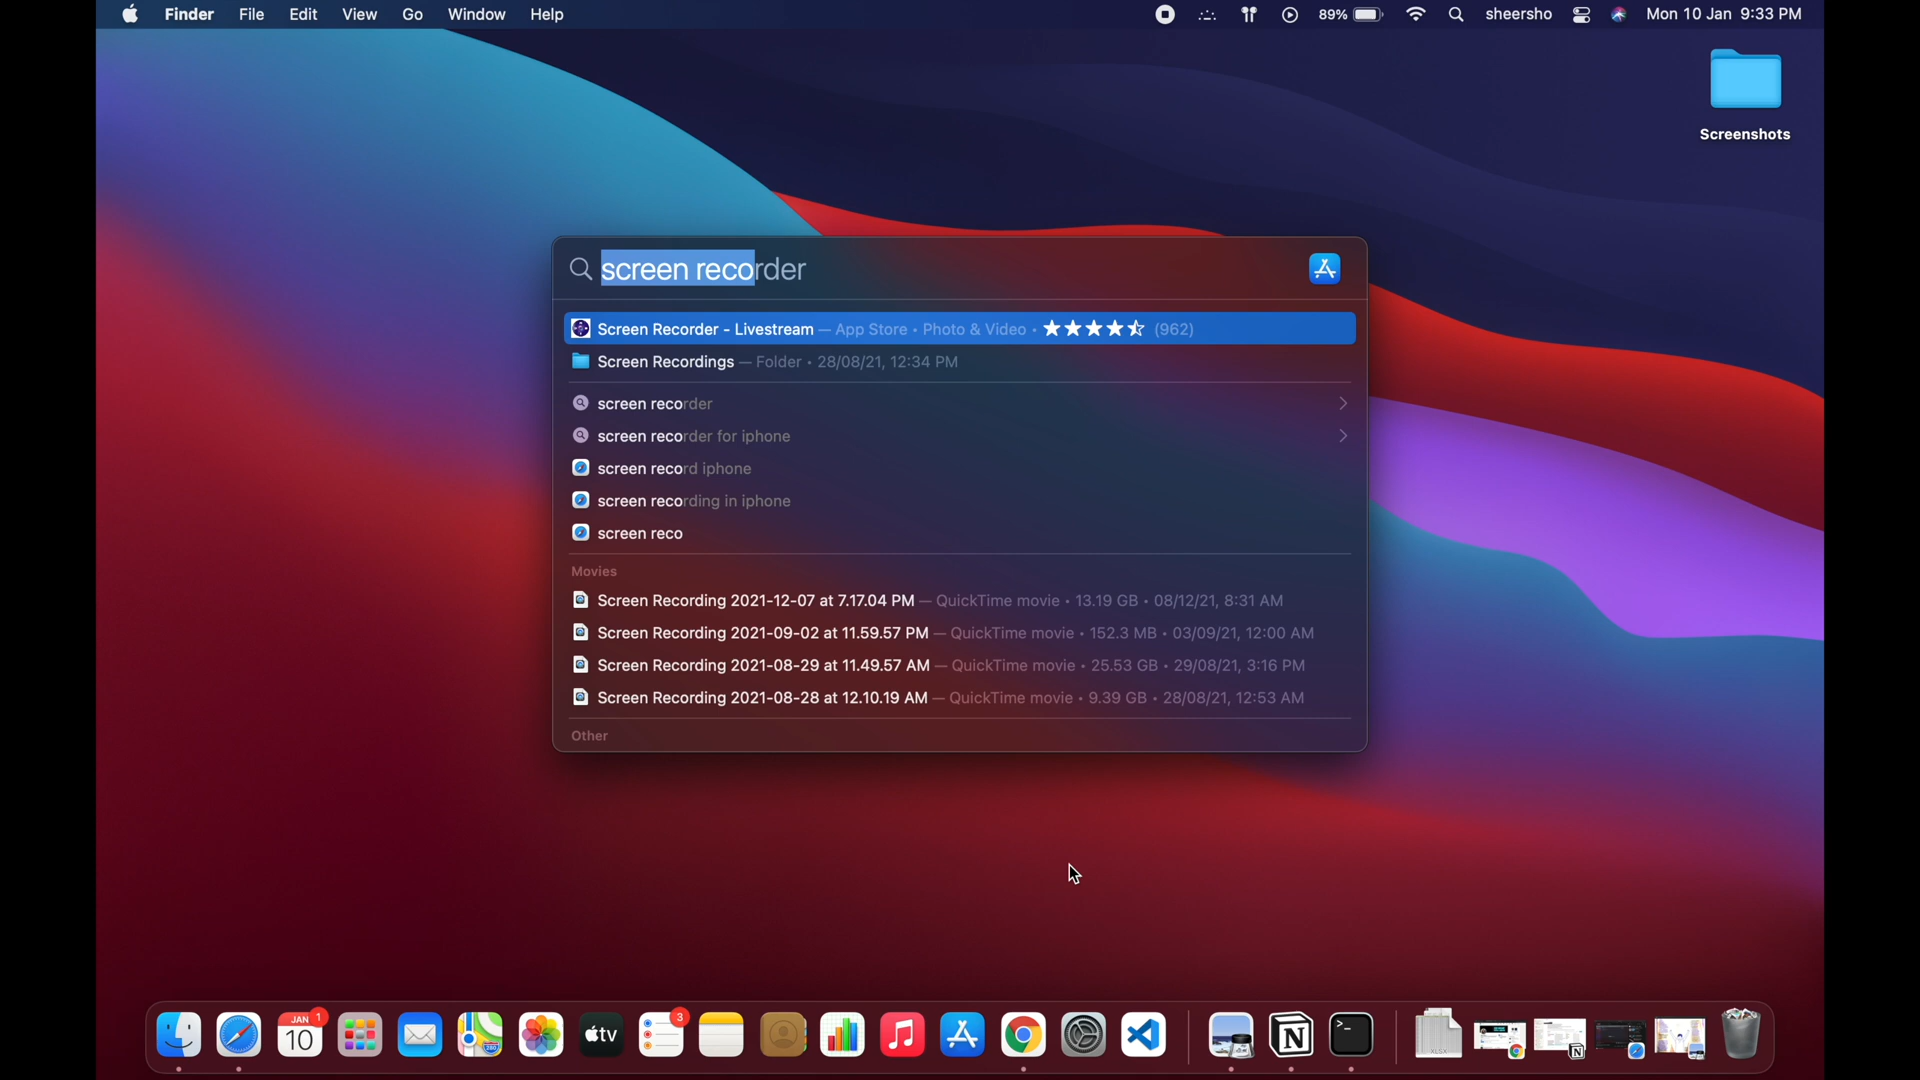 Finder File Edit View Go Window Help 89% sheersho Mon 10 Jan 9:33 PM
Screenshots
screen recorder
Screen Recorder - Livestream — App Store • Photo & Video • ★★★★ (962)
Screen Recordings — Folder • 28/08/21, 12:34 PM
screen recorder
screen recorder for iphone
screen record iphone
screen recording in iphone
screen reco
Movies
Screen Recording 2021-12-07 at 7.17.04 PM — QuickTime movie • 13.19 GB • 08/12/21, 8:31 AM
Screen Recording 2021-09-02 at 11.59.57 PM — QuickTime movie • 152.3 MB • 03/09/21, 12:00 AM
Screen Recording 2021-08-29 at 11.49.57 AM — QuickTime movie • 25.53 GB • 29/08/21, 3:16 PM
Screen Recording 2021-08-28 at 12.10.19 AM — QuickTime movie • 9.39 GB • 28/08/21, 12:53 AM
Other
JAN 1 3
10 tv N >_ XLSX